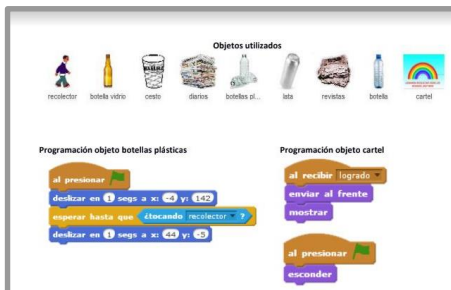 Objetos utilizados
recolector botella vidrio cesto diarios botellas pl... lata revistas botella cartel
Programación objeto botellas plásticas
al presionar
deslizar en 1 segs a x: -4 y: 142
esperar hasta que ¿tocando recolector ?
deslizar en 1 segs a x: 44 y: -5
Programación objeto cartel
al recibir logrado
enviar al frente
mostrar
al presionar
esconder